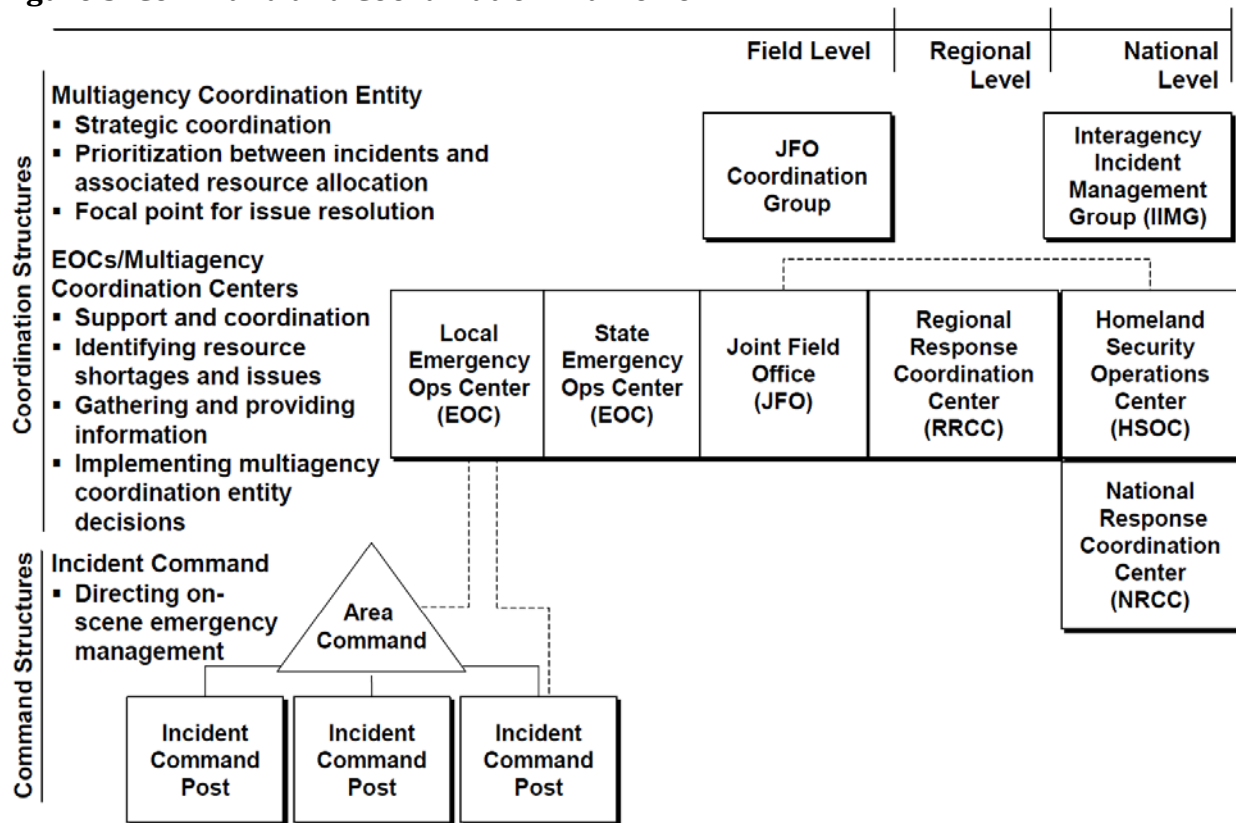 Field Level
Regional
Level
National
Level
Coordination Structures
Multiagency Coordination Entity
▪ Strategic coordination
▪ Prioritization between incidents and
associated resource allocation
▪ Focal point for issue resolution
JFO
Coordination
Group
Interagency
Incident
Management
Group (IIMG)
EOCs/Multiagency
Coordination Centers
▪ Support and coordination
▪ Identifying resource
shortages and issues
▪ Gathering and providing
information
▪ Implementing multiagency
coordination entity
decisions
Local
Emergency
Ops Center
(EOC)
State
Emergency
Ops Center
(EOC)
Joint Field
Office
(JFO)
Regional
Response
Coordination
Center
(RRCC)
Homeland
Security
Operations
Center
(HSOC)
National
Response
Coordination
Center
(NRCC)
Command Structures
Incident Command
▪ Directing on-
scene emergency
management
Area
Command
Incident
Command
Post
Incident
Command
Post
Incident
Command
Post